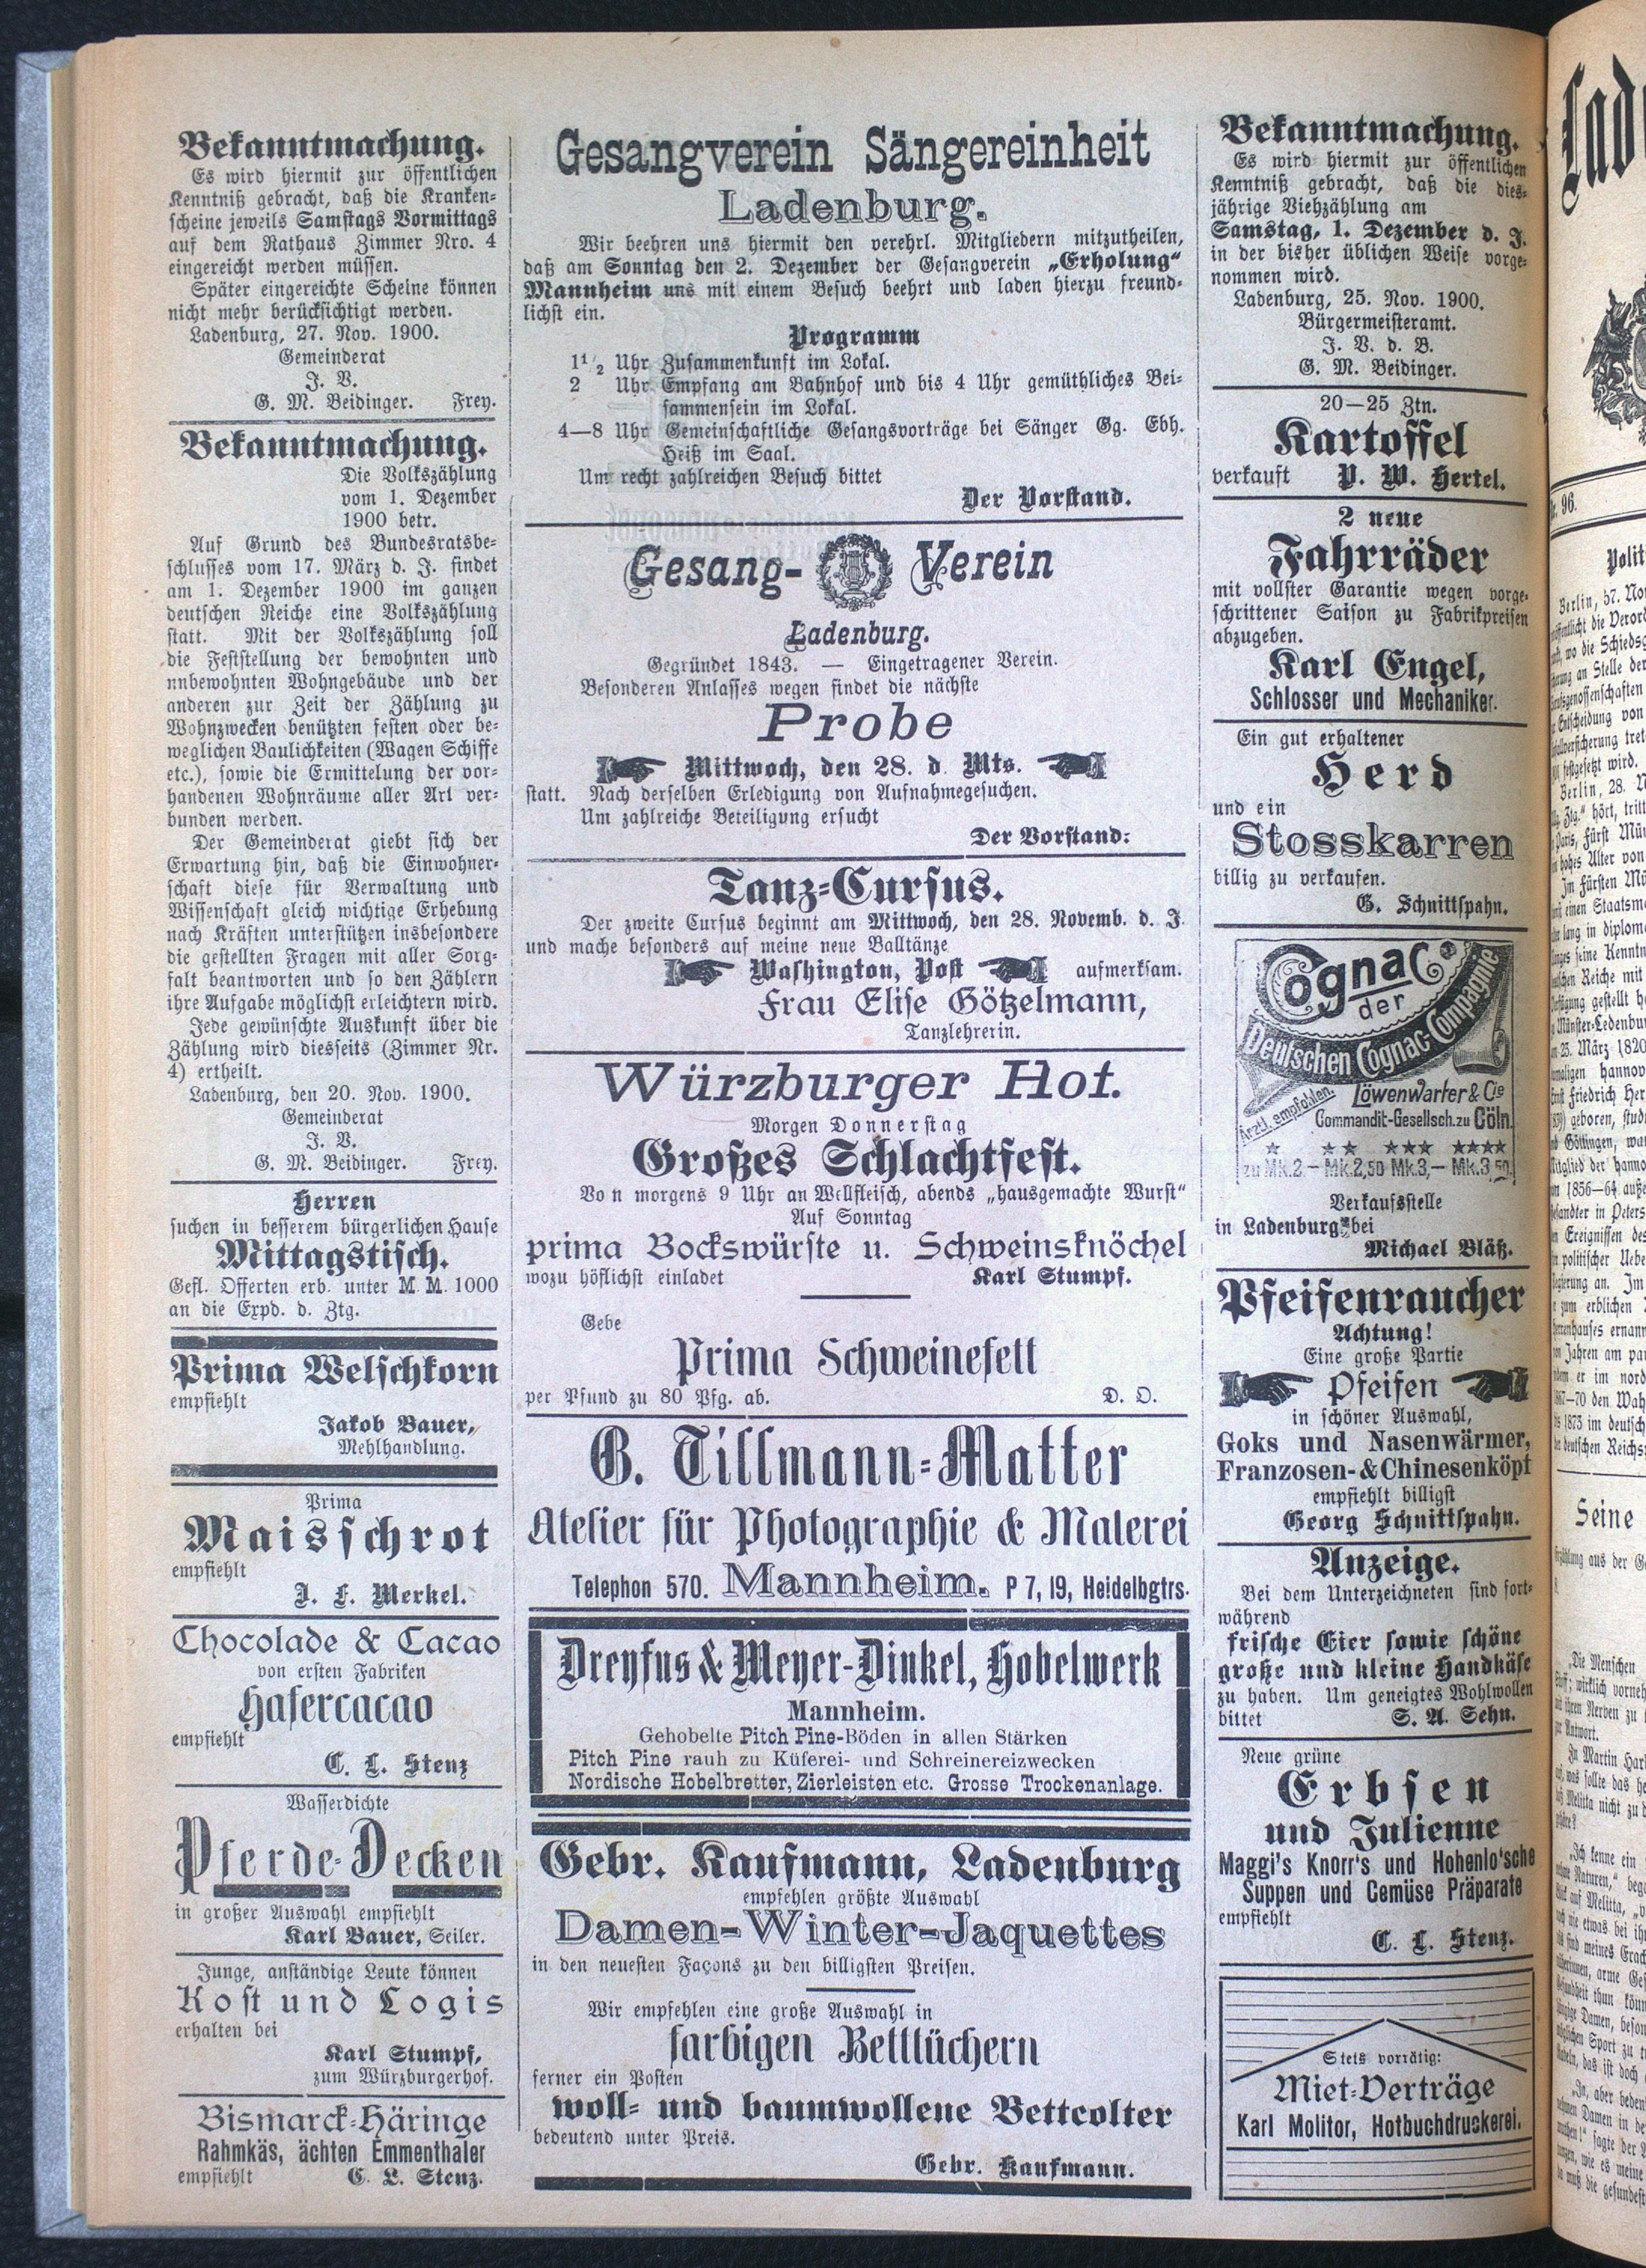 Bekanntmachung.
Es wird hiermit zur öffentlichen
Kenntniß gebracht, daß die Kranken-
scheine jeweils Samstags Vormittags
auf dem Rathaus Zimmer Nro. 4
eingereicht werden müssen.
Später eingereichte Scheine können
nicht mehr berücksichtigt werden.
Ladenburg, 27. Nov. 1900.
Gemeinderat
J. V.
G. M. Beidinger. Frey.
Bekanntmachung.
Die Volkszählung
vom 1. Dezember
1900 betr.
Auf Grund des Bundesratsbe-
schlusses vom 17. März d. J. findet
am 1. Dezember 1900 im ganzen
deutschen Reiche eine Volkszählung
statt. Mit der Volkszählung soll
die Feststellung der bewohnten und
nnbewohnten Wohngebäude und der
anderen zur Zeit der Zählung zu
Wohnzwecken benützten festen oder be-
weglichen Baulichkeiten (Wagen Schiffe
etc.), sowie die Ermittelung der vor-
handenen Wohnräume aller Art ver-
bunden werden.
Der Gemeinderat giebt sich der
Erwartung hin, daß die Einwohner-
schaft diese für Verwaltung und
Wissenschaft gleich wichtige Erhebung
nach Kräften unterstützen insbesondere
die gestellten Fragen mit aller Sorg-
falt beantworten und so den Zählern
ihre Aufgabe möglichst erleichtern wird.
Jede gewünschte Auskunft über die
Zählung wird diesseits (Zimmer Nr.
4) ertheilt.
Ladenburg, den 20. Nov. 1900.
Gemeinderat
J. V.
G. M. Beidinger. Frey.
Herren
suchen in besserem bürgerlichen Hause
Mittagstisch.
Gefl. Offerten erb. unter M. M. 1000
an die Expd. d. Ztg.
Prima Welschkorn
empfiehlt
Jakob Bauer,
Mehlhandlung.
Prima
Maisschrot
empfiehlt
J. F. Merkel.
Chocolade & Cacao
von ersten Fabriken
Hafercacao
empfiehlt
C. L. Stenz
Wasserdichte
Pferde-Decken
in großer Auswahl empfiehlt
Karl Bauer, Seiler.
Junge, anständige Leute können
Kost und Logis
erhalten bei
Karl Stumpf,
zum Würzburgerhof.
Bismarck-Häringe
Rahmkäs, ächten Emmenthaler
empfiehlt C. L. Stenz.
Gesangverein Sängereinheit
Ladenburg.
Wir beehren uns hiermit den verehrl. Mitgliedern mitzutheilen,
daß am Sonntag den 2. Dezember der Gesangverein „Erholung“
Mannheim uns mit einem Besuch beehrt und laden hierzu freund-
lichst ein.
Programm
1 1/2 Uhr Zusammenkunft im Lokal.
2 Uhr Empfang am Bahnhof und bis 4 Uhr gemüthliches Bei-
sammensein im Lokal.
4—8 Uhr Gemeinschaftliche Gesangsvorträge bei Sänger Gg. Ebh.
Heiß im Saal.
Um recht zahlreichen Besuch bittet
Der Vorstand.
Gesang-Verein
Ladenburg.
Gegründet 1843. — Eingetragener Verein.
Besonderen Anlasses wegen findet die nächste
Probe
Mittwoch, den 28. d Mts.
statt. Nach derselben Erledigung von Aufnahmegesuchen.
Um zahlreiche Beteiligung ersucht
Der Vorstand:
Tanz-Cursus.
Der zweite Cursus beginnt am Mittwoch, den 28. Novemb. d. J.
und mache besonders auf meine neue Balltänze
Washington, Post aufmerksam.
Frau Elise Götzelmann,
Tanzlehrerin.
Würzburger Hof.
Morgen Donnerstag
Großes Schlachtfest.
Von morgens 9 Uhr an Wellfleisch, abends „hausgemachte Wurst“
Auf Sonntag
prima Bockswürste u. Schweinsknöchel
wozu höflichst einladet Karl Stumpf.
Gebe
Prima Schweinefett
per Pfund zu 80 Pfg. ab. D. O.
G. Tillmann-Matter
Atelier für Photographie & Malerei
Telephon 570. Mannheim. P 7, 19, Heidelbgtrs.
Dreyfus & Meyer-Dinkel, Hobelwerk
Mannheim.
Gehobelte Pitch Pine-Böden in allen Stärken
Pitch Pine rauh zu Küferei- und Schreinereizwecken
Nordische Hobelbretter, Zierleisten etc. Grosse Trockenanlage.
Gebr. Kaufmann, Ladenburg
empfehlen größte Auswahl
Damen-Winter-Jaquettes
in den neuesten Façons zu den billigsten Preisen.
Wir empfehlen eine große Auswahl in
farbigen Betttüchern
ferner ein Posten
woll- und baumwollene Bettcolter
bedeutend unter Preis.
Gebr. Kaufmann.
Bekanntmachung.
Es wird hiermit zur öffentlichen
Kenntniß gebracht, daß die dies-
jährige Viehzählung am
Samstag, 1. Dezember d. J.
in der bisher üblichen Weise vorge-
nommen wird.
Ladenburg, 25. Nov. 1900.
Bürgermeisteramt.
J. V. d. B.
G. M. Beidinger.
20—25 Ztn.
Kartoffel
verkauft P. W. Hertel.
2 neue
Fahrräder
mit vollster Garantie wegen vorge-
schrittener Saison zu Fabrikpreisen
abzugeben.
Karl Engel,
Schlosser und Mechaniker.
Ein gut erhaltener
Herd
und ein
Stosskarren
billig zu verkaufen.
G. Schnittspahn.
Cognac
der
Deutschen Cognac Compagnie
Ärztl. empfohlen.
Löwenwarter & Cie
Commandit-Gesellsch. zu Cöln.
★ ★★ ★★★ ★★★★
zu Mk. 2.— Mk. 2,50 Mk. 3,— Mk. 3,50.
Verkaufsstelle
in Ladenburg bei
Michael Bläß.
Pfeifenraucher
Achtung!
Eine große Partie
Pfeifen
in schöner Auswahl,
Goks und Nasenwärmer,
Franzosen- & Chinesenköpf
empfiehlt billigst
Georg Schnittspahn.
Anzeige.
Bei dem Unterzeichneten sind fort-
während
frische Eier sowie schöne
große und kleine Handkäse
zu haben. Um geneigtes Wohlwollen
bittet S. A. Sehn.
Neue grüne
Erbsen
und Julienne
Maggi's Knorr's und Hohenlo'sche
Suppen und Gemüse Präparate
empfiehlt
C. L. Stenz.
Stets vorrätig:
Miet-Verträge
Karl Molitor, Hofbuchdruckerei.